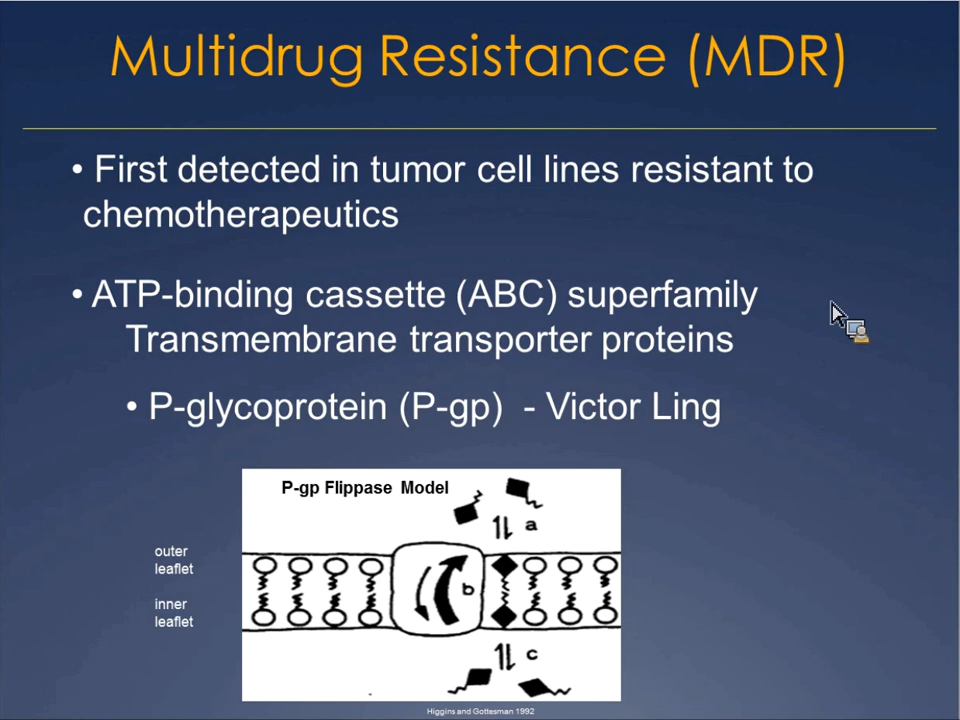 Multidrug Resistance (MDR)
• First detected in tumor cell lines resistant to
chemotherapeutics
• ATP-binding cassette (ABC) superfamily
Transmembrane transporter proteins
• P-glycoprotein (P-gp) - Victor Ling
P-gp Flippase Model
a
outer
leaflet
b
inner
leaflet
c
Higgins and Gottesman 1992